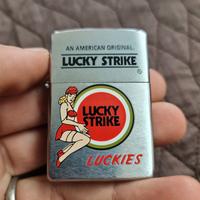 AN AMERICAN ORIGINAL.
LUCKY STRIKE
LUCKY
STRIKE
LUCKIES